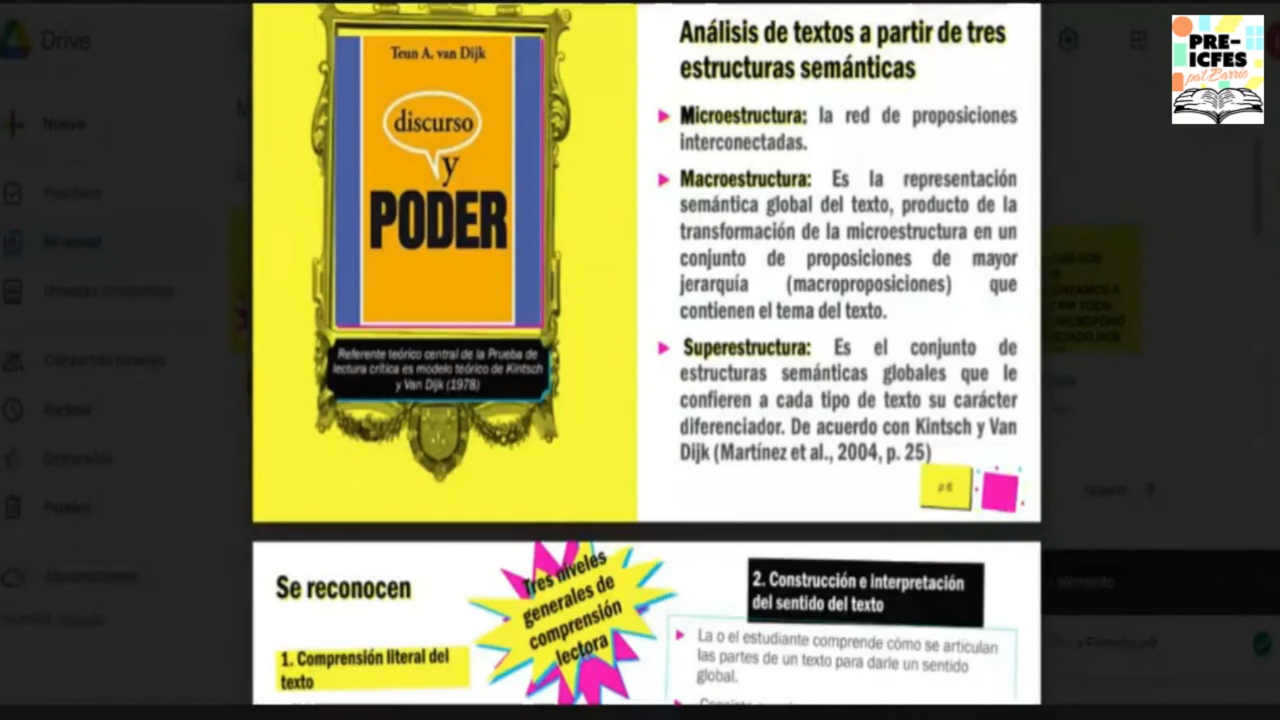 Drive
Nuevo
PRE-
ICFES
pal Barrio
Teun A. van Dijk
discurso
y
PODER
Referente teórico central de la Prueba de
lectura crítica es modelo teórico de Kintsch
y Van Dijk (1978)
Análisis de textos a partir de tres
estructuras semánticas
Microestructura: la red de proposiciones
interconectadas.
Macroestructura: Es la representación
semántica global del texto, producto de la
transformación de la microestructura en un
conjunto de proposiciones de mayor
jerarquía (macroproposiciones) que
contienen el tema del texto.
Superestructura: Es el conjunto de
estructuras semánticas globales que le
confieren a cada tipo de texto su carácter
diferenciador. De acuerdo con Kintsch y Van
Dijk (Martínez et al., 2004, p. 25)
p 6
Se reconocen
Tres niveles
generales de
comprensión
lectora
1. Comprensión literal del
texto
2. Construcción e interpretación
del sentido del texto
La o el estudiante comprende cómo se articulan
las partes de un texto para darle un sentido
global.